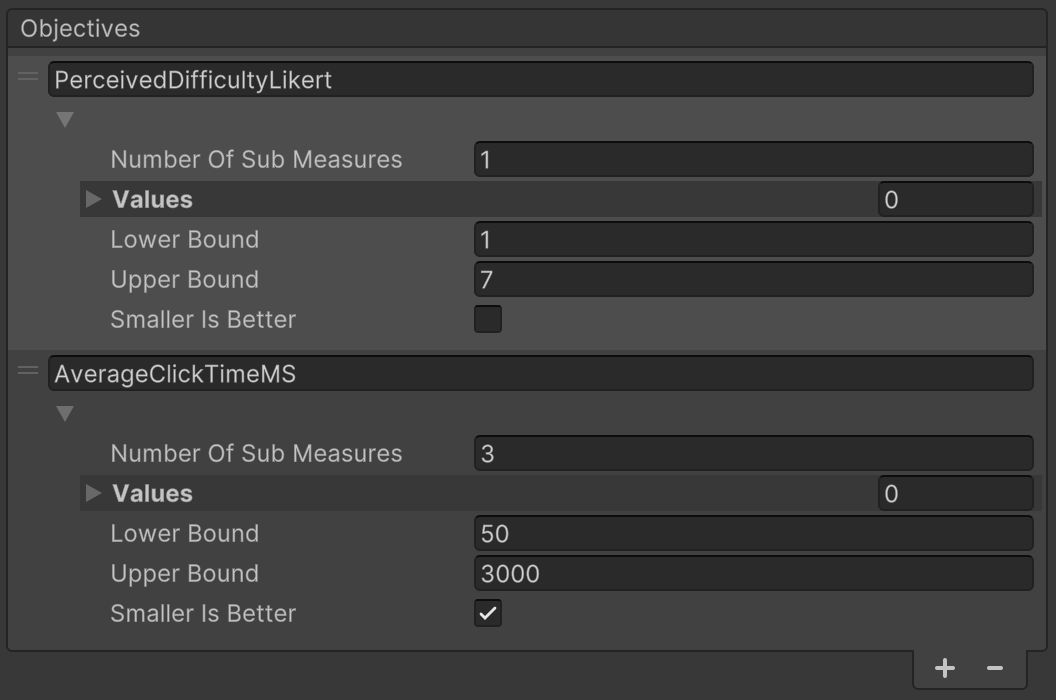 Objectives
PerceivedDifficultyLikert
Number Of Sub Measures 1
Values 0
Lower Bound 1
Upper Bound 7
Smaller Is Better
AverageClickTimeMS
Number Of Sub Measures 3
Values 0
Lower Bound 50
Upper Bound 3000
Smaller Is Better